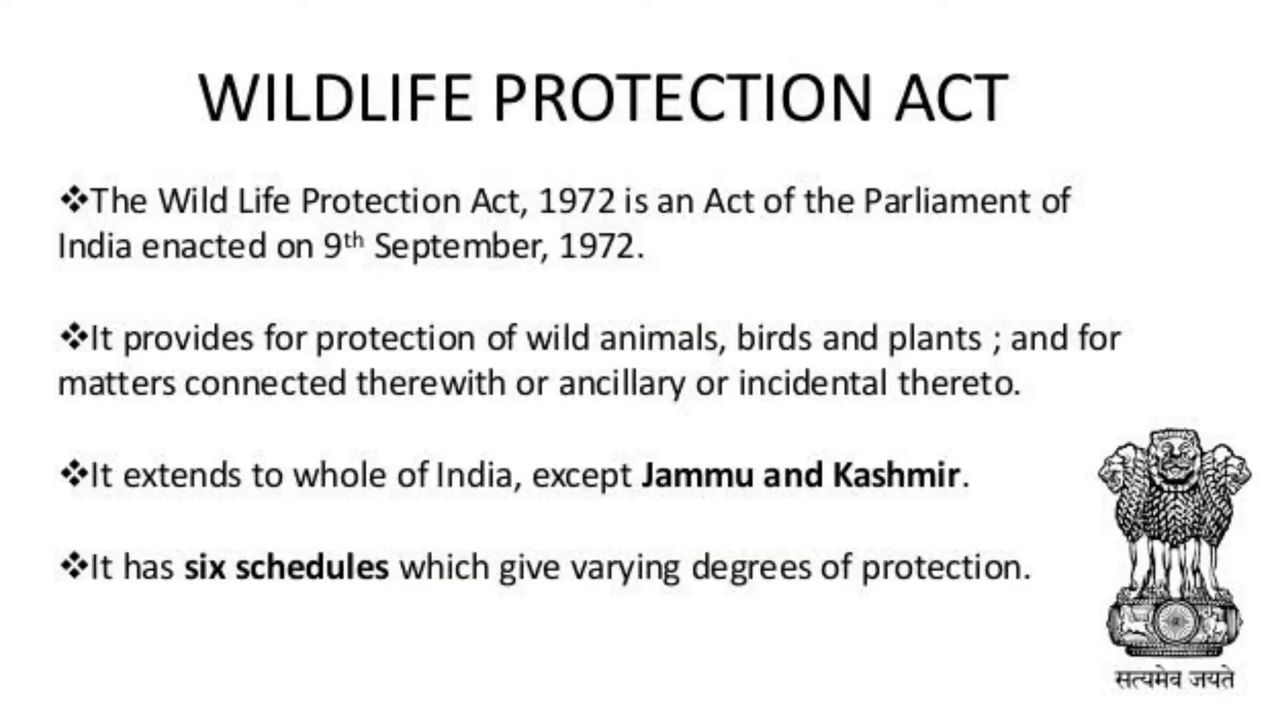 WILDLIFE PROTECTION ACT
❖The Wild Life Protection Act, 1972 is an Act of the Parliament of
India enacted on 9th September, 1972.
❖It provides for protection of wild animals, birds and plants ; and for
matters connected therewith or ancillary or incidental thereto.
❖It extends to whole of India, except Jammu and Kashmir.
❖It has six schedules which give varying degrees of protection.
सत्यमेव जयते